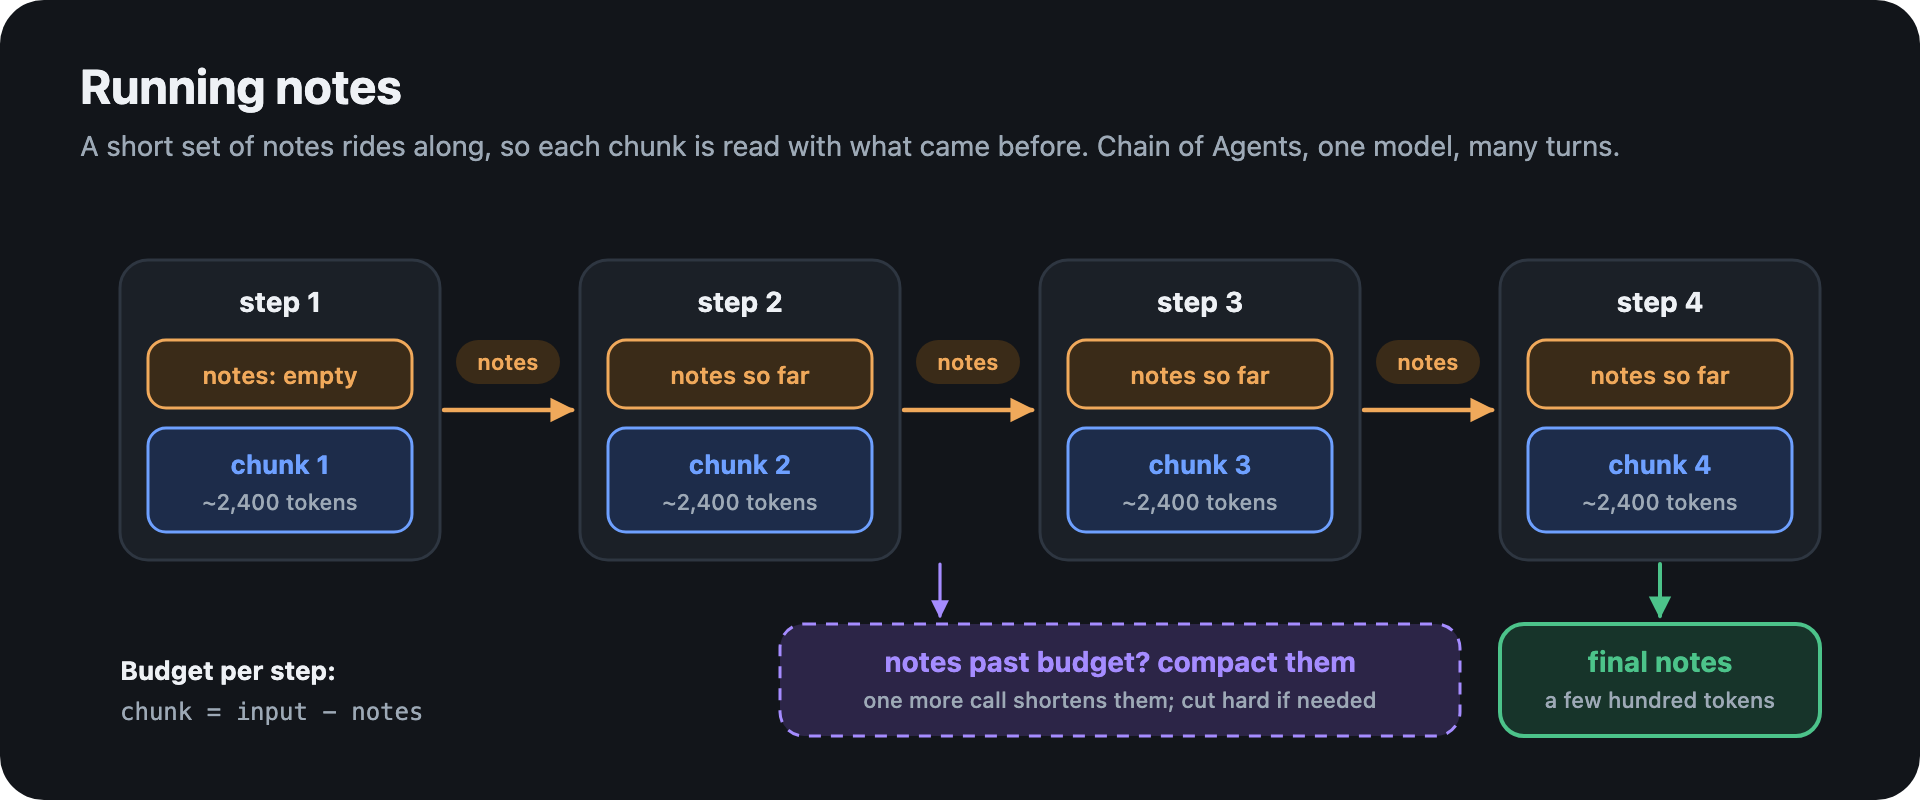 Running notes
A short set of notes rides along, so each chunk is read with what came before. Chain of Agents, one model, many turns.
step 1
notes: empty
chunk 1
~2,400 tokens
notes
step 2
notes so far
chunk 2
~2,400 tokens
notes
step 3
notes so far
chunk 3
~2,400 tokens
notes
step 4
notes so far
chunk 4
~2,400 tokens
Budget per step:
chunk = input − notes
notes past budget? compact them
one more call shortens them; cut hard if needed
final notes
a few hundred tokens